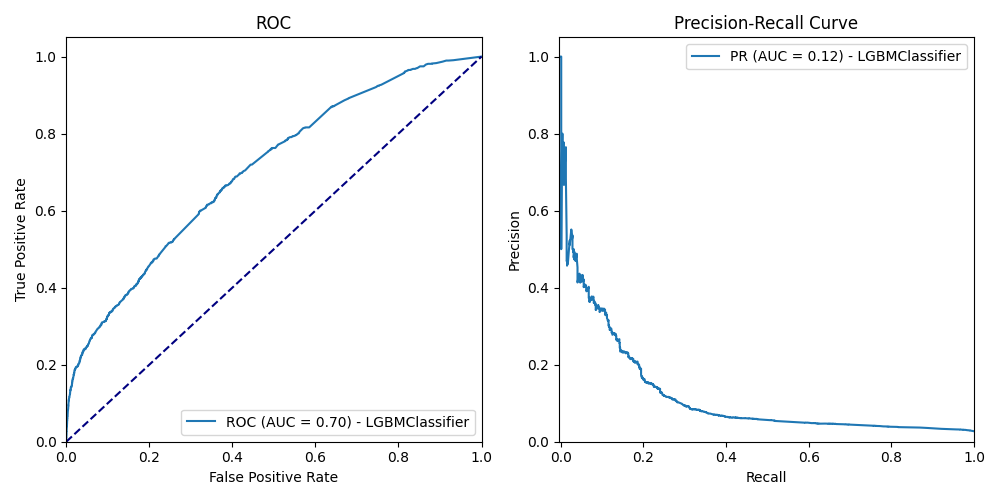 ROC
1.0
0.8
0.6
0.4
0.2
0.0
True Positive Rate
0.0 0.2 0.4 0.6 0.8 1.0
False Positive Rate
ROC (AUC = 0.70) - LGBMClassifier
Precision-Recall Curve
PR (AUC = 0.12) - LGBMClassifier
1.0
0.8
0.6
0.4
0.2
0.0
Precision
0.0 0.2 0.4 0.6 0.8 1.0
Recall